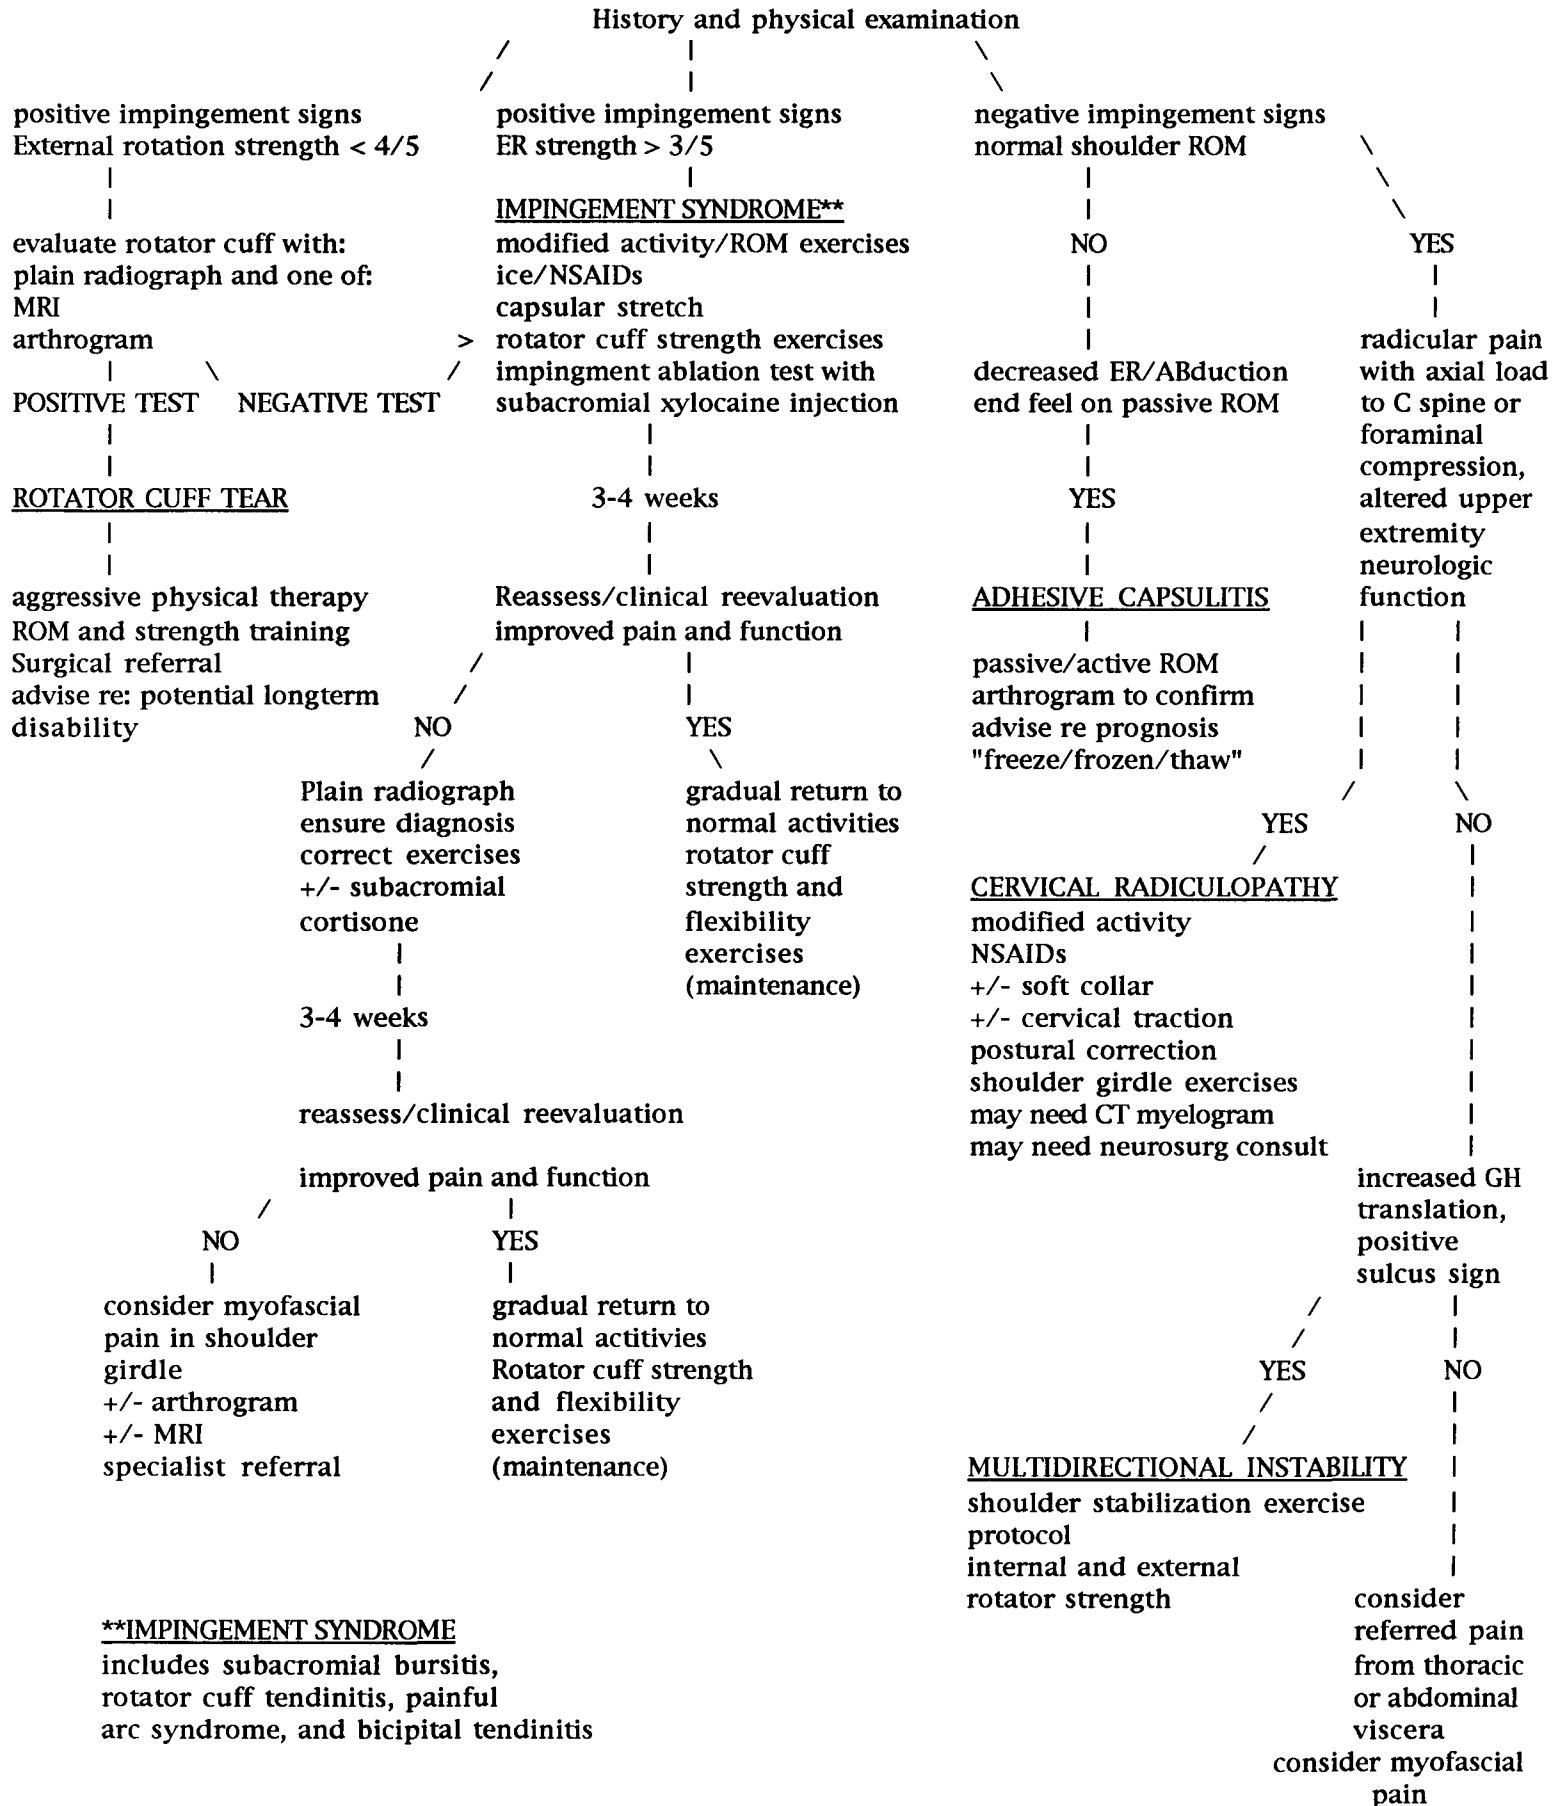 History and physical examination
positive impingement signs
External rotation strength < 4/5
evaluate rotator cuff with:
plain radiograph and one of:
MRI
arthrogram
POSITIVE TEST NEGATIVE TEST
ROTATOR CUFF TEAR
aggressive physical therapy
ROM and strength training
Surgical referral
advise re: potential longterm
disability
positive impingement signs
ER strength > 3/5
IMPINGEMENT SYNDROME**
modified activity/ROM exercises
ice/NSAIDs
capsular stretch
> rotator cuff strength exercises
impingment ablation test with
subacromial xylocaine injection
3-4 weeks
Reassess/clinical reevaluation
improved pain and function
NO
Plain radiograph
ensure diagnosis
correct exercises
+/- subacromial
cortisone
YES
gradual return to
normal activities
rotator cuff
strength and
flexibility
exercises
(maintenance)
3-4 weeks
reassess/clinical reevaluation
improved pain and function
NO
consider myofascial
pain in shoulder
girdle
+/- arthrogram
+/- MRI
specialist referral
YES
gradual return to
normal actitivies
Rotator cuff strength
and flexibility
exercises
(maintenance)
negative impingement signs
normal shoulder ROM
NO
decreased ER/ABduction
end feel on passive ROM
YES
ADHESIVE CAPSULITIS
passive/active ROM
arthrogram to confirm
advise re prognosis
"freeze/frozen/thaw"
YES
radicular pain
with axial load
to C spine or
foraminal
compression,
altered upper
extremity
neurologic
function
YES
CERVICAL RADICULOPATHY
modified activity
NSAIDs
+/- soft collar
+/- cervical traction
postural correction
shoulder girdle exercises
may need CT myelogram
may need neurosurg consult
NO
increased GH
translation,
positive
sulcus sign
YES
MULTIDIRECTIONAL INSTABILITY
shoulder stabilization exercise
protocol
internal and external
rotator strength
NO
consider
referred pain
from thoracic
or abdominal
viscera
consider myofascial
pain
**IMPINGEMENT SYNDROME
includes subacromial bursitis,
rotator cuff tendinitis, painful
arc syndrome, and bicipital tendinitis